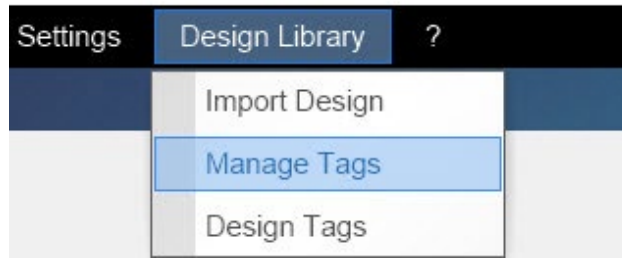 Settings Design Library ?
Import Design
Manage Tags
Design Tags